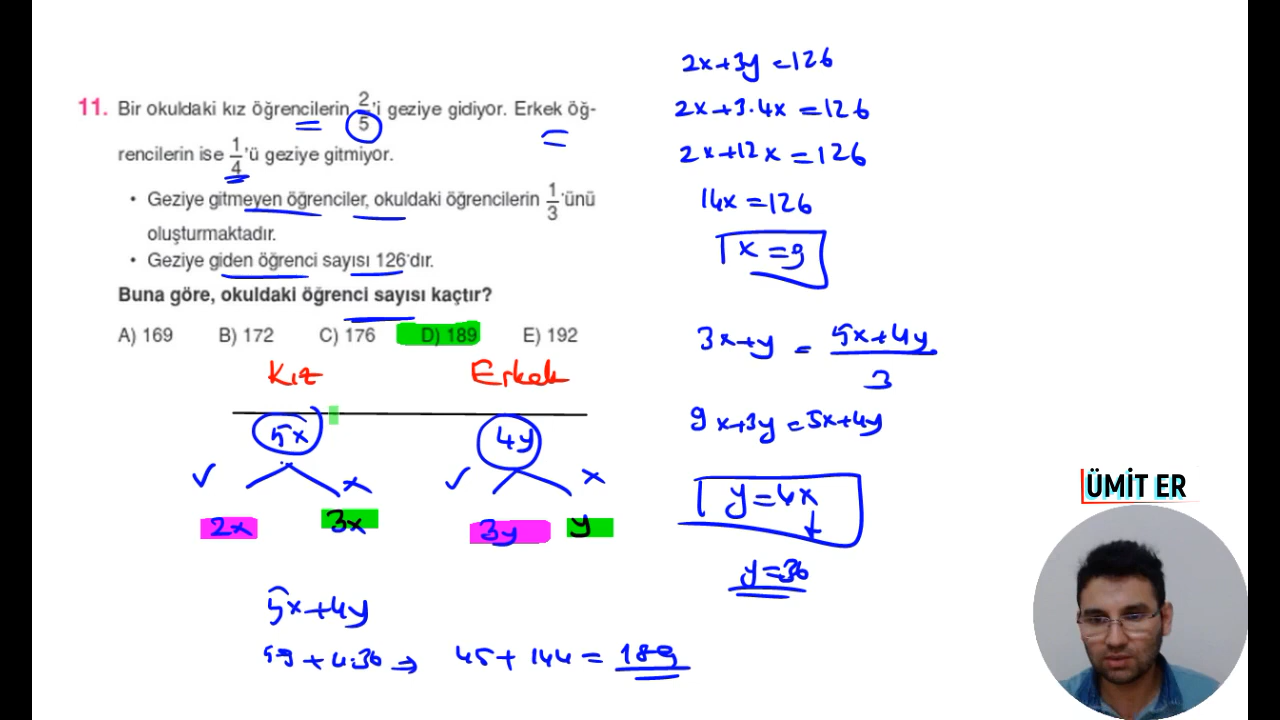 11. Bir okuldaki kız öğrencilerin 2/5'i geziye gidiyor. Erkek öğ-
rencilerin ise 1/4'ü geziye gitmiyor.
• Geziye gitmeyen öğrenciler, okuldaki öğrencilerin 1/3'ünü
oluşturmaktadır.
• Geziye giden öğrenci sayısı 126'dır.
Buna göre, okuldaki öğrenci sayısı kaçtır?
A) 169 B) 172 C) 176 D) 189 E) 192
Kız Erkek
5x 4y
✓ x ✓ x
2x 3x 3y y
5x+4y
5·9 + 4·36 → 45 + 144 = 189
2x+3y = 126
2x+3·4x = 126
2x+12x = 126
14x = 126
x = 9
3x+y = (5x+4y)/3
9x+3y = 5x+4y
y = 4x
y = 36
ÜMİT ER